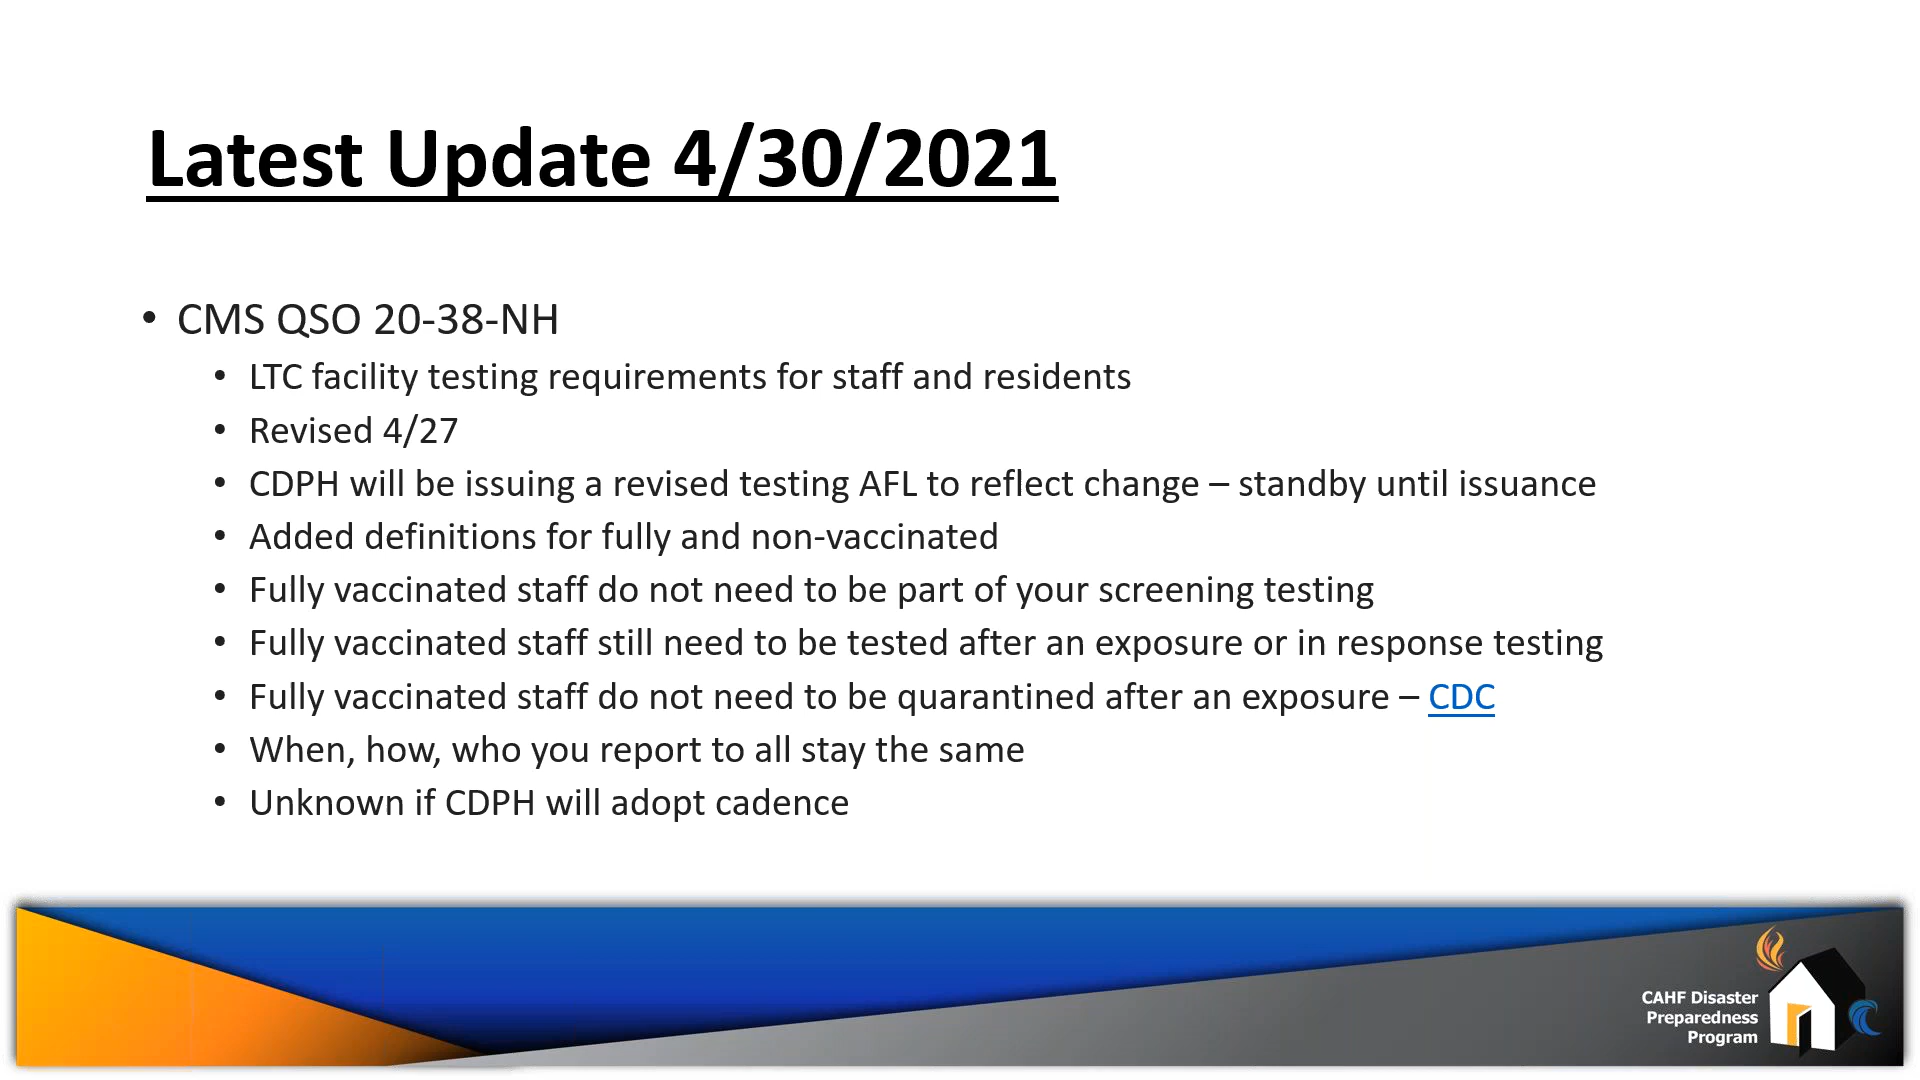 Latest Update 4/30/2021
• CMS QSO 20-38-NH
• LTC facility testing requirements for staff and residents
• Revised 4/27
• CDPH will be issuing a revised testing AFL to reflect change – standby until issuance
• Added definitions for fully and non-vaccinated
• Fully vaccinated staff do not need to be part of your screening testing
• Fully vaccinated staff still need to be tested after an exposure or in response testing
• Fully vaccinated staff do not need to be quarantined after an exposure – CDC
• When, how, who you report to all stay the same
• Unknown if CDPH will adopt cadence
CAHF Disaster
Preparedness
Program